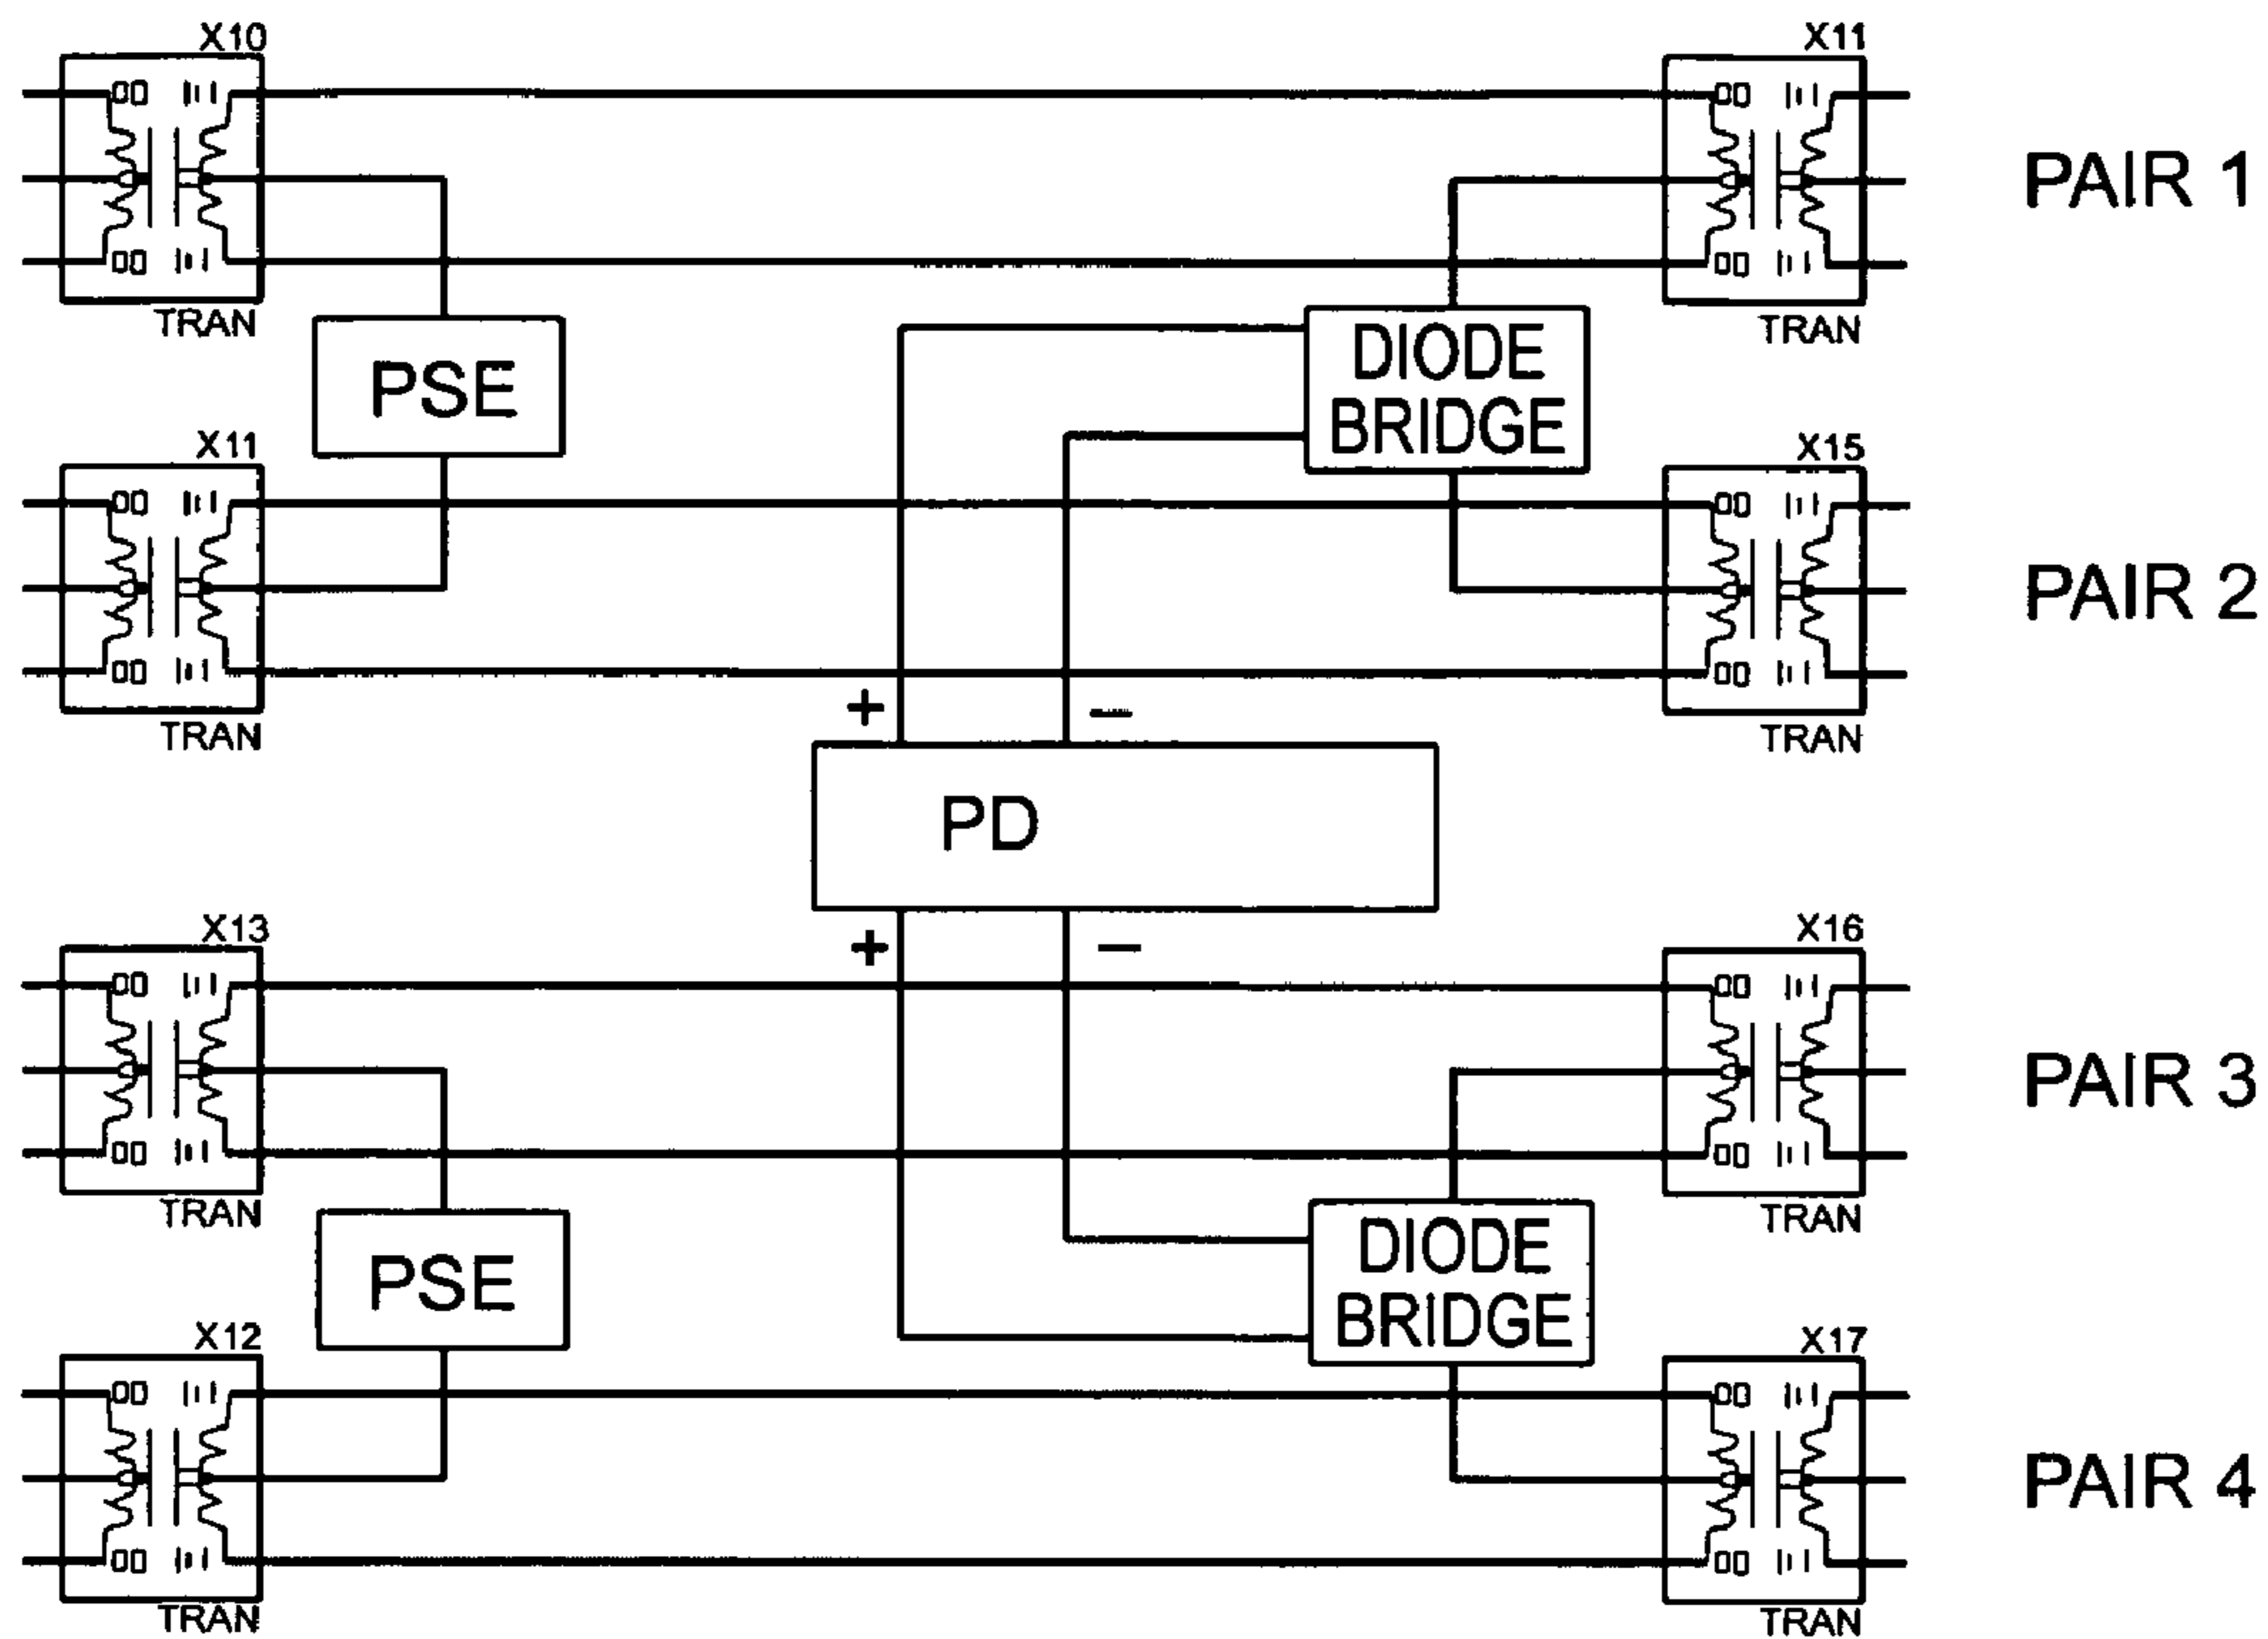 X10
X11
PAIR 1
TRAN
TRAN
PSE
DIODE
BRIDGE
X11
X15
PAIR 2
TRAN
TRAN
+ −
PD
+ −
X13
X16
PAIR 3
TRAN
TRAN
PSE
DIODE
BRIDGE
X12
X17
PAIR 4
TRAN
TRAN